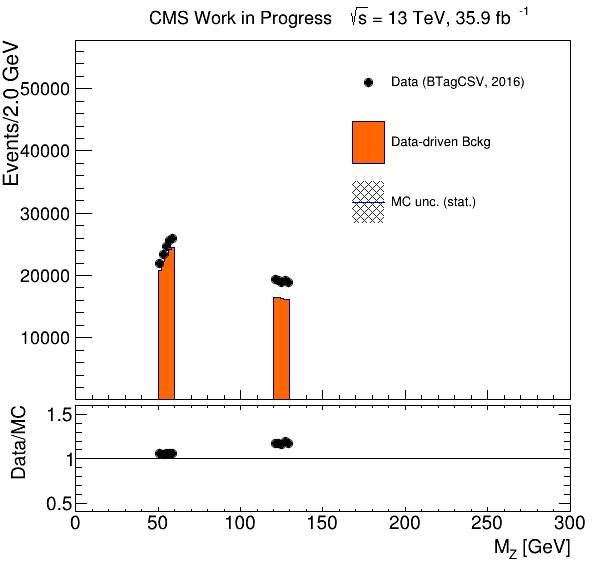 CMS Work in Progress √s = 13 TeV, 35.9 fb -1
Events/2.0 GeV
50000
40000
30000
20000
10000
Data (BTagCSV, 2016)
Data-driven Bckg
MC unc. (stat.)
Data/MC
1.5
1
0.5
0 50 100 150 200 250 300
M_Z [GeV]